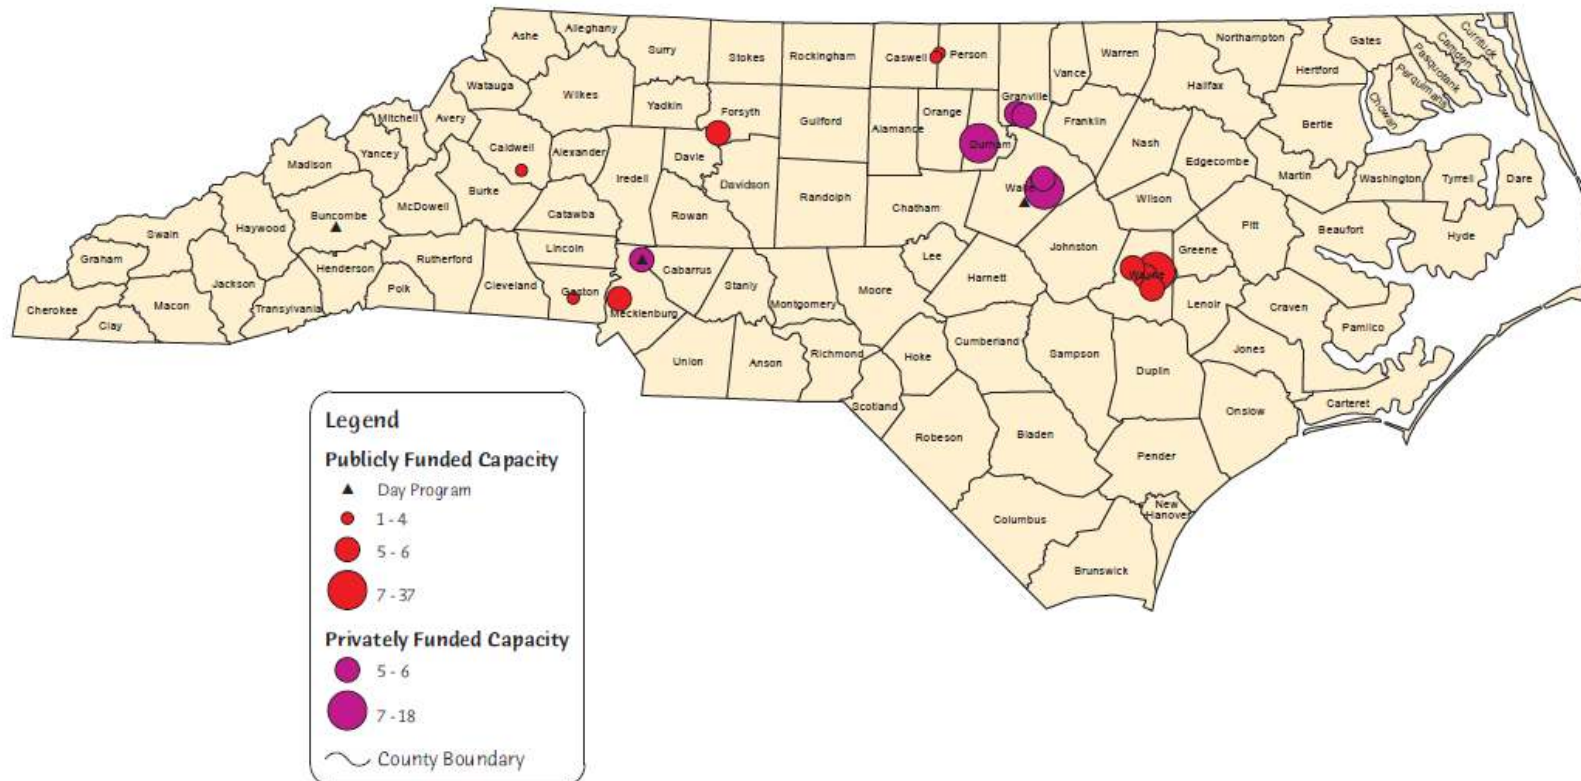 Ashe
Alleghany
Surry
Stokes
Rockingham
Caswell
Person
Granville
Vance
Warren
Northampton
Gates
Currituck
Camden
Pasquotank
Perquimans
Chowan
Hertford
Halifax
Bertie
Watauga
Wilkes
Yadkin
Forsyth
Guilford
Alamance
Orange
Durham
Franklin
Nash
Edgecombe
Martin
Washington
Tyrrell
Dare
Mitchell
Avery
Caldwell
Alexander
Iredell
Davie
Davidson
Randolph
Chatham
Wake
Wilson
Pitt
Beaufort
Hyde
Madison
Yancey
McDowell
Burke
Catawba
Rowan
Johnston
Greene
Wayne
Lenoir
Craven
Pamlico
Swain
Haywood
Buncombe
Graham
Jackson
Henderson
Rutherford
Polk
Cleveland
Lincoln
Gaston
Mecklenburg
Cabarrus
Stanly
Montgomery
Moore
Lee
Harnett
Cherokee
Clay
Macon
Transylvania
Union
Anson
Richmond
Hoke
Cumberland
Sampson
Duplin
Jones
Onslow
Carteret
Scotland
Robeson
Bladen
Pender
Columbus
New
Hanover
Brunswick
Legend
Publicly Funded Capacity
Day Program
1 - 4
5 - 6
7 - 37
Privately Funded Capacity
5 - 6
7 - 18
County Boundary